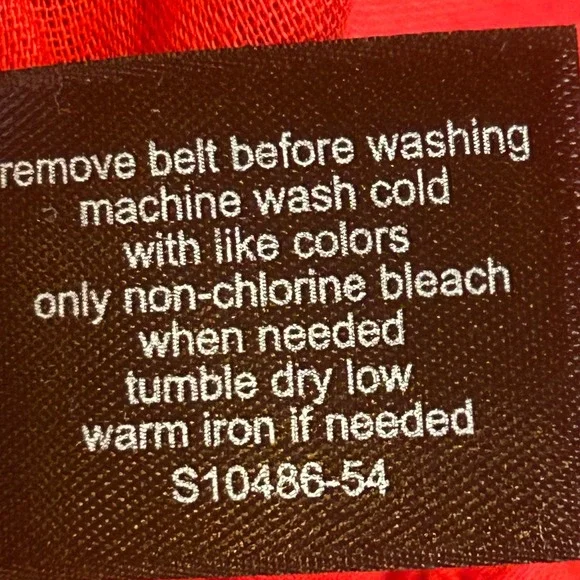 remove belt before washing
machine wash cold
with like colors
only non-chlorine bleach
when needed
tumble dry low
warm iron if needed
S10486-54